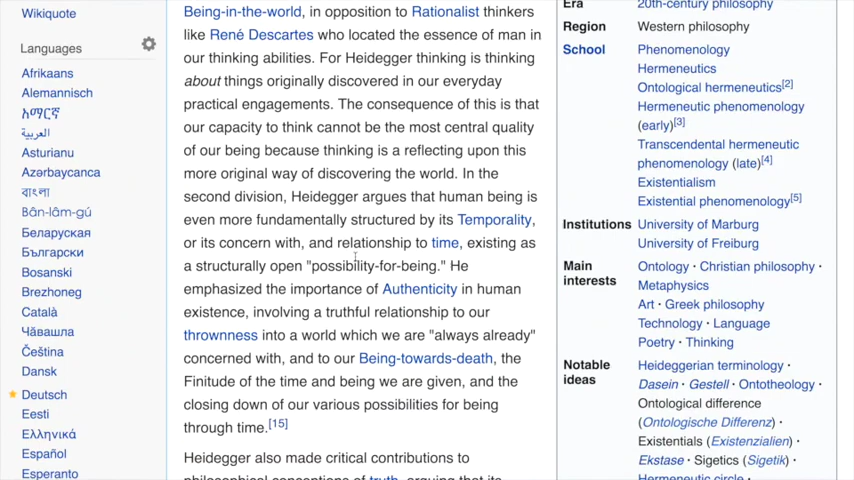 Wikiquote
Languages
Afrikaans
Alemannisch
አማርኛ
العربية
Asturianu
Azərbaycanca
বাংলা
Bân-lâm-gú
Беларуская
Български
Bosanski
Brezhoneg
Català
Чӑвашла
Čeština
Dansk
Deutsch
Eesti
Ελληνικά
Español
Esperanto
Being-in-the-world, in opposition to Rationalist thinkers
like René Descartes who located the essence of man in
our thinking abilities. For Heidegger thinking is thinking
about things originally discovered in our everyday
practical engagements. The consequence of this is that
our capacity to think cannot be the most central quality
of our being because thinking is a reflecting upon this
more original way of discovering the world. In the
second division, Heidegger argues that human being is
even more fundamentally structured by its Temporality,
or its concern with, and relationship to time, existing as
a structurally open "possibility-for-being." He
emphasized the importance of Authenticity in human
existence, involving a truthful relationship to our
thrownness into a world which we are "always already"
concerned with, and to our Being-towards-death, the
Finitude of the time and being we are given, and the
closing down of our various possibilities for being
through time.[15]
Heidegger also made critical contributions to
philosophical conceptions of truth, arguing that its
Era 20th-century philosophy
Region Western philosophy
School Phenomenology
Hermeneutics
Ontological hermeneutics[2]
Hermeneutic phenomenology
(early)[3]
Transcendental hermeneutic
phenomenology (late)[4]
Existentialism
Existential phenomenology[5]
Institutions University of Marburg
University of Freiburg
Main interests Ontology · Christian philosophy ·
Metaphysics
Art · Greek philosophy
Technology · Language
Poetry · Thinking
Notable ideas Heideggerian terminology ·
Dasein · Gestell · Ontotheology ·
Ontological difference
(Ontologische Differenz) ·
Existentials (Existenzialien) ·
Ekstase · Sigetics (Sigetik) ·
Hermeneutic circle ·